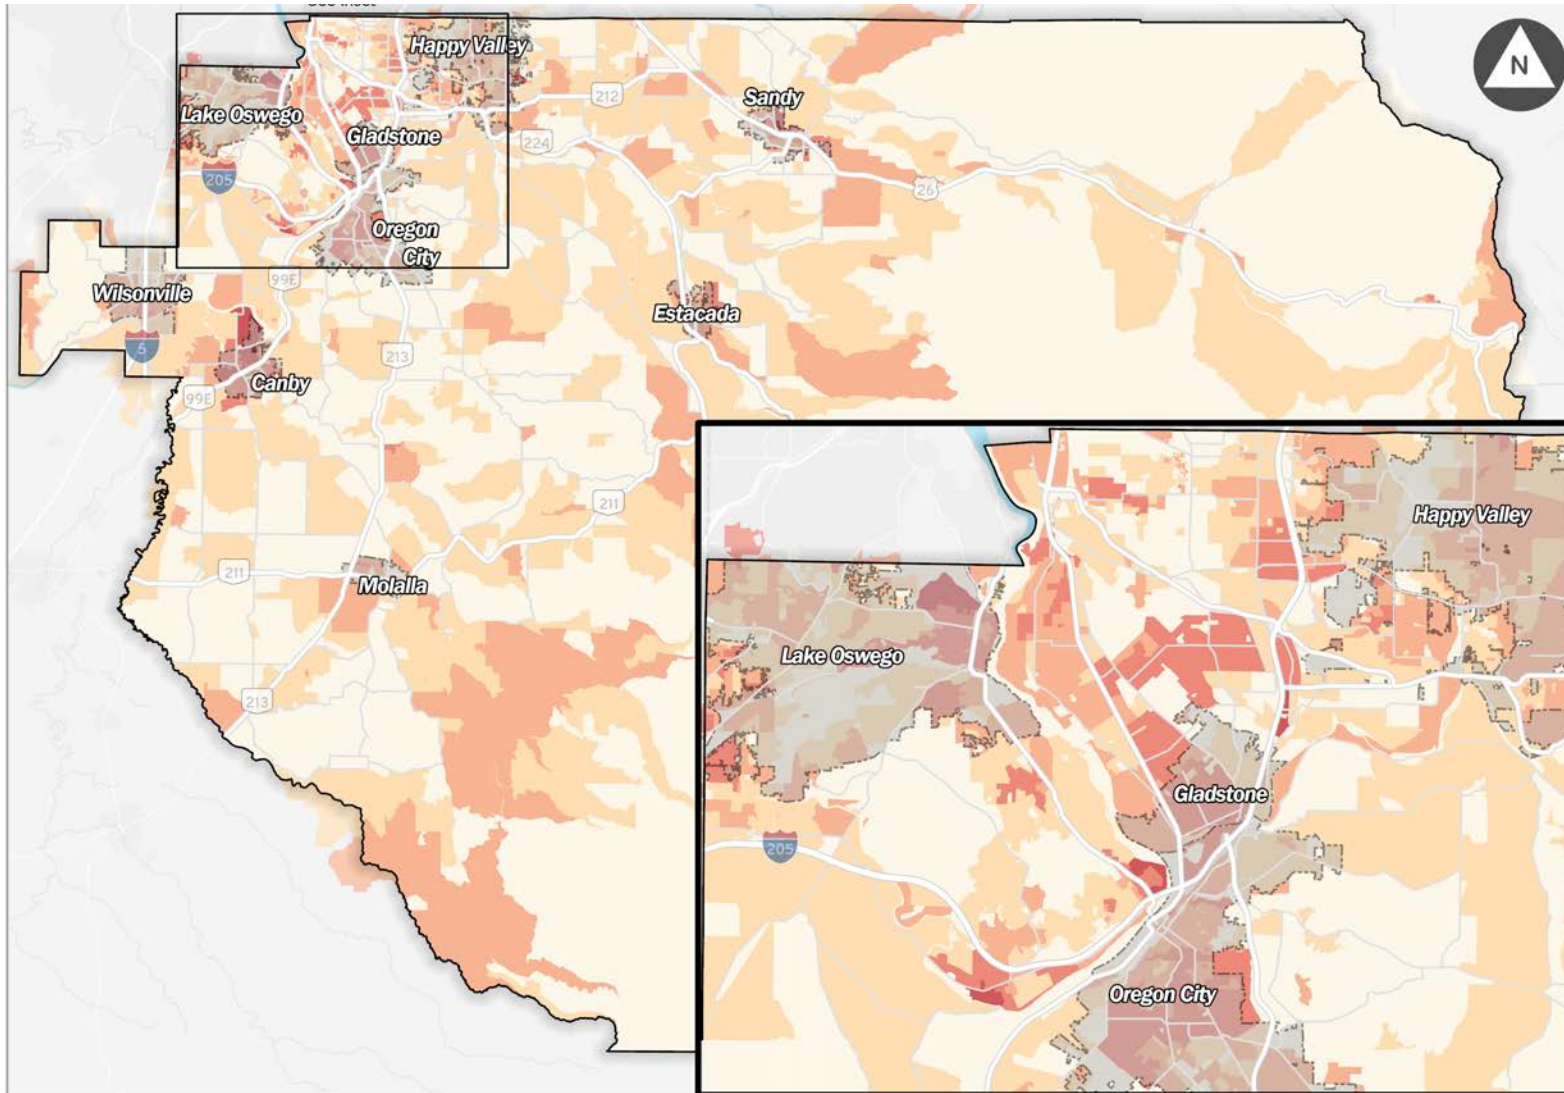 N
Happy Valley
212
Sandy
Lake Oswego
Gladstone
224
205
26
Oregon
City
99E
Wilsonville
Estacada
5
213
Canby
99E
211
Happy Valley
211
Molalla
Lake Oswego
213
Gladstone
205
Oregon City